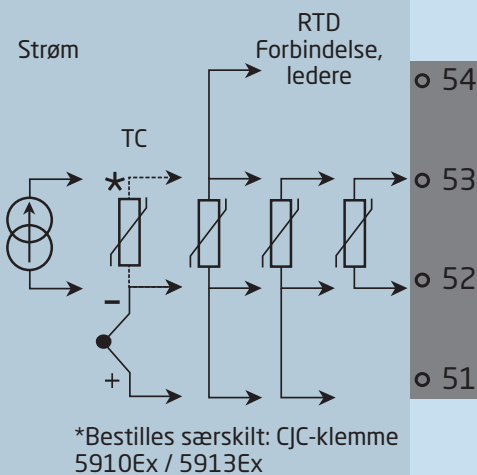 Strøm
RTD
Forbindelse,
ledere
TC
*
–
+
54
53
52
51
*Bestilles særskilt: CJC-klemme
5910Ex / 5913Ex